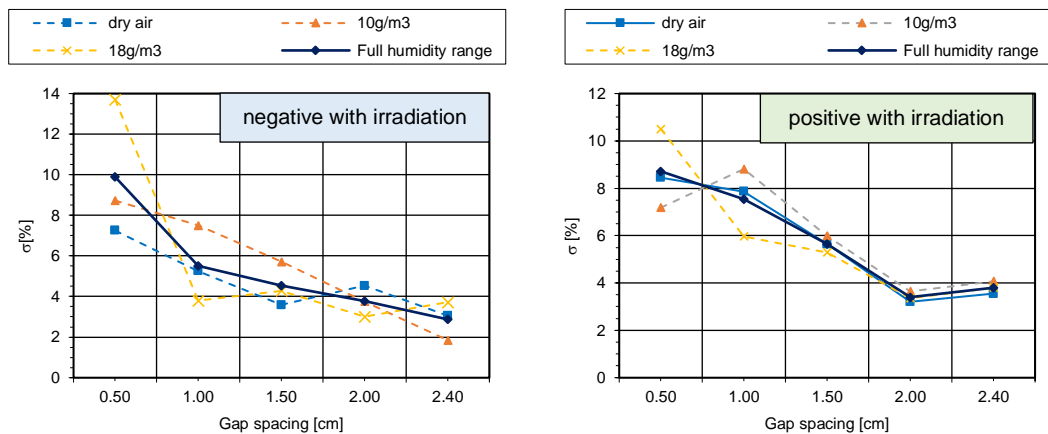 dry air 10g/m3
18g/m3 Full humidity range
negative with irradiation
14
12
10
8
6
4
2
0
σ[%]
0.50 1.00 1.50 2.00 2.40
Gap spacing [cm]
dry air 10g/m3
18g/m3 Full humidity range
positive with irradiation
12
10
8
6
4
2
0
σ [%]
0.50 1.00 1.50 2.00 2.40
Gap spacing [cm]